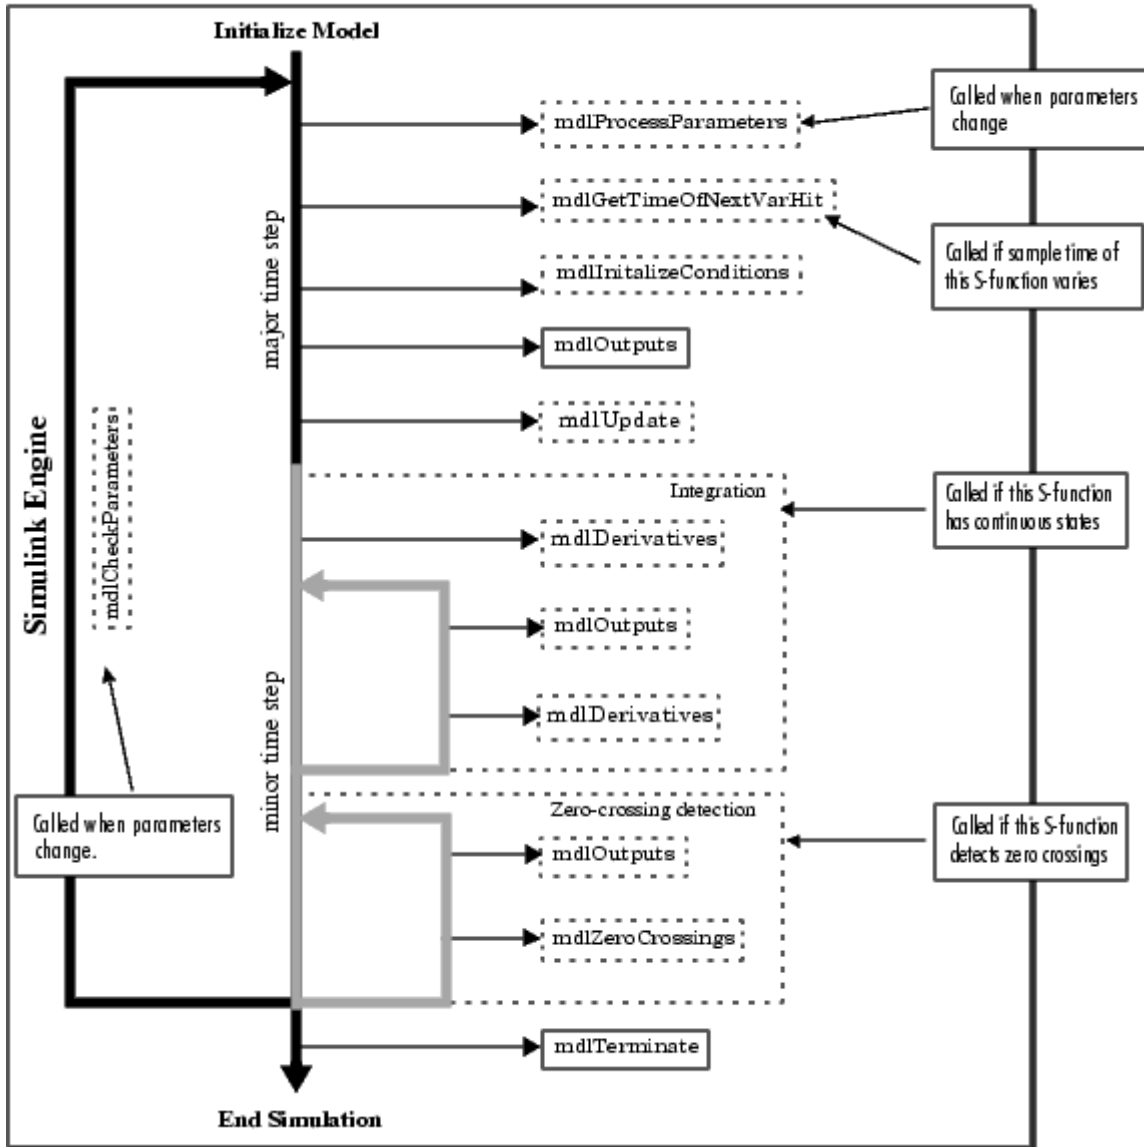 Initialize Model
Called when parameters
change
mdlProcessParameters
mdlGetTimeOfNextVarHit
Called if sample time of
this S-function varies
mdlInitalizeConditions
major time step
mdlOutputs
mdlUpdate
Simulink Engine
mdlCheckParameters
Integration
Called if this S-function
has continuous states
mdlDerivatives
mdlOutputs
mdlDerivatives
minor time step
Called when parameters
change.
Zero-crossing detection
Called if this S-function
detects zero crossings
mdlOutputs
mdlZeroCrossings
mdlTerminate
End Simulation